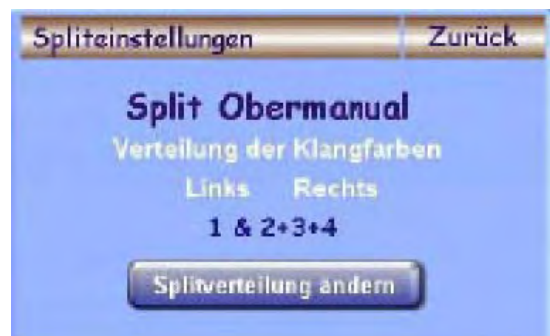 Spliteinstellungen Zurück
Split Obermanual
Verteilung der Klangfarben
Links Rechts
1 & 2+3+4
Splitverteilung ändern